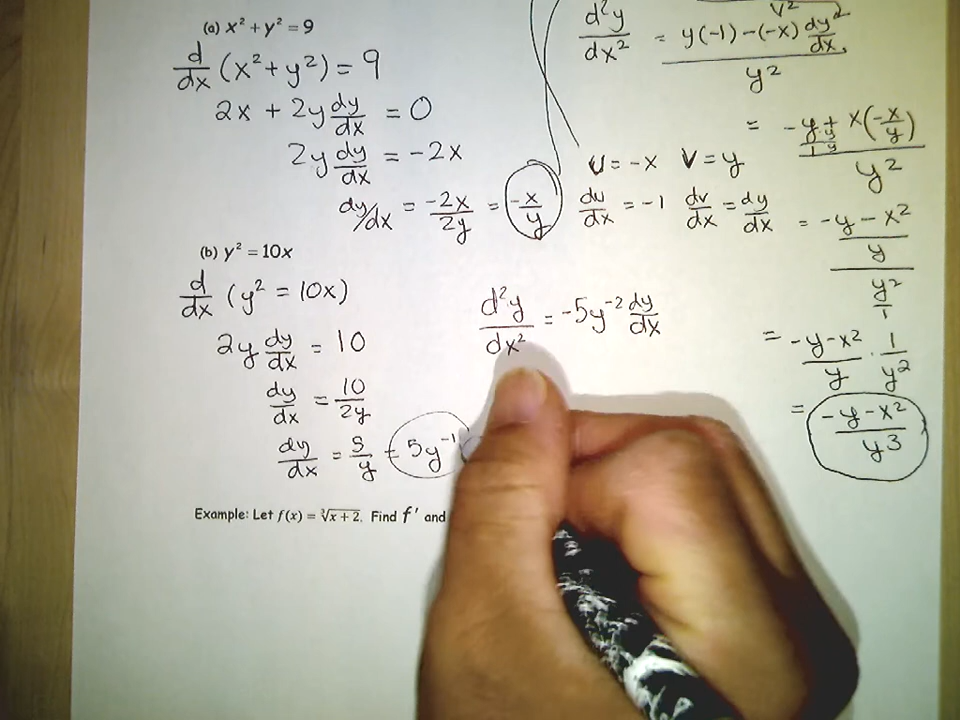 (a) x² + y² = 9
d/dx (x² + y²) = 9
2x + 2y dy/dx = 0
2y dy/dx = -2x
dy/dx = -2x/2y = -x/y
(b) y² = 10x
d/dx (y² = 10x)
2y dy/dx = 10
dy/dx = 10/2y
dy/dx = 5/y = 5y⁻¹
Example: Let f(x) = ∛(x + 2). Find f' and
v²
d²y/dx² = (y(-1) - (-x) dy/dx)/y²
= (-y/1 · y/y + x(-x/y))/y²
u = -x v = y
du/dx = -1 dv/dx = dy/dx
= ((-y - x²)/y)/(y²/1)
= (-y - x²)/y · 1/y²
= (-y - x²)/y³
d²y/dx² = -5y⁻² dy/dx